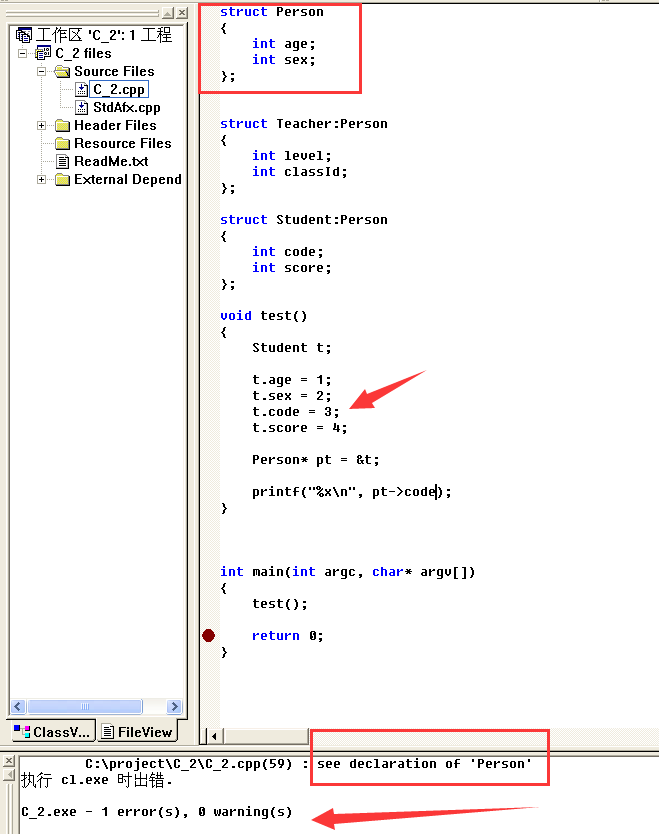 工作区 'C_2': 1 工程
C_2 files
Source Files
C_2.cpp
StdAfx.cpp
Header Files
Resource Files
ReadMe.txt
External Depend
ClassV...
FileView
struct Person
{
    int age;
    int sex;
};
struct Teacher:Person
{
    int level;
    int classId;
};
struct Student:Person
{
    int code;
    int score;
};
void test()
{
    Student t;
    t.age = 1;
    t.sex = 2;
    t.code = 3;
    t.score = 4;
    Person* pt = &t;
    printf("%x\n", pt->code);
}
int main(int argc, char* argv[])
{
    test();
    return 0;
}
C:\project\C_2\C_2.cpp(59) : see declaration of 'Person'
执行 cl.exe 时出错.
C_2.exe - 1 error(s), 0 warning(s)